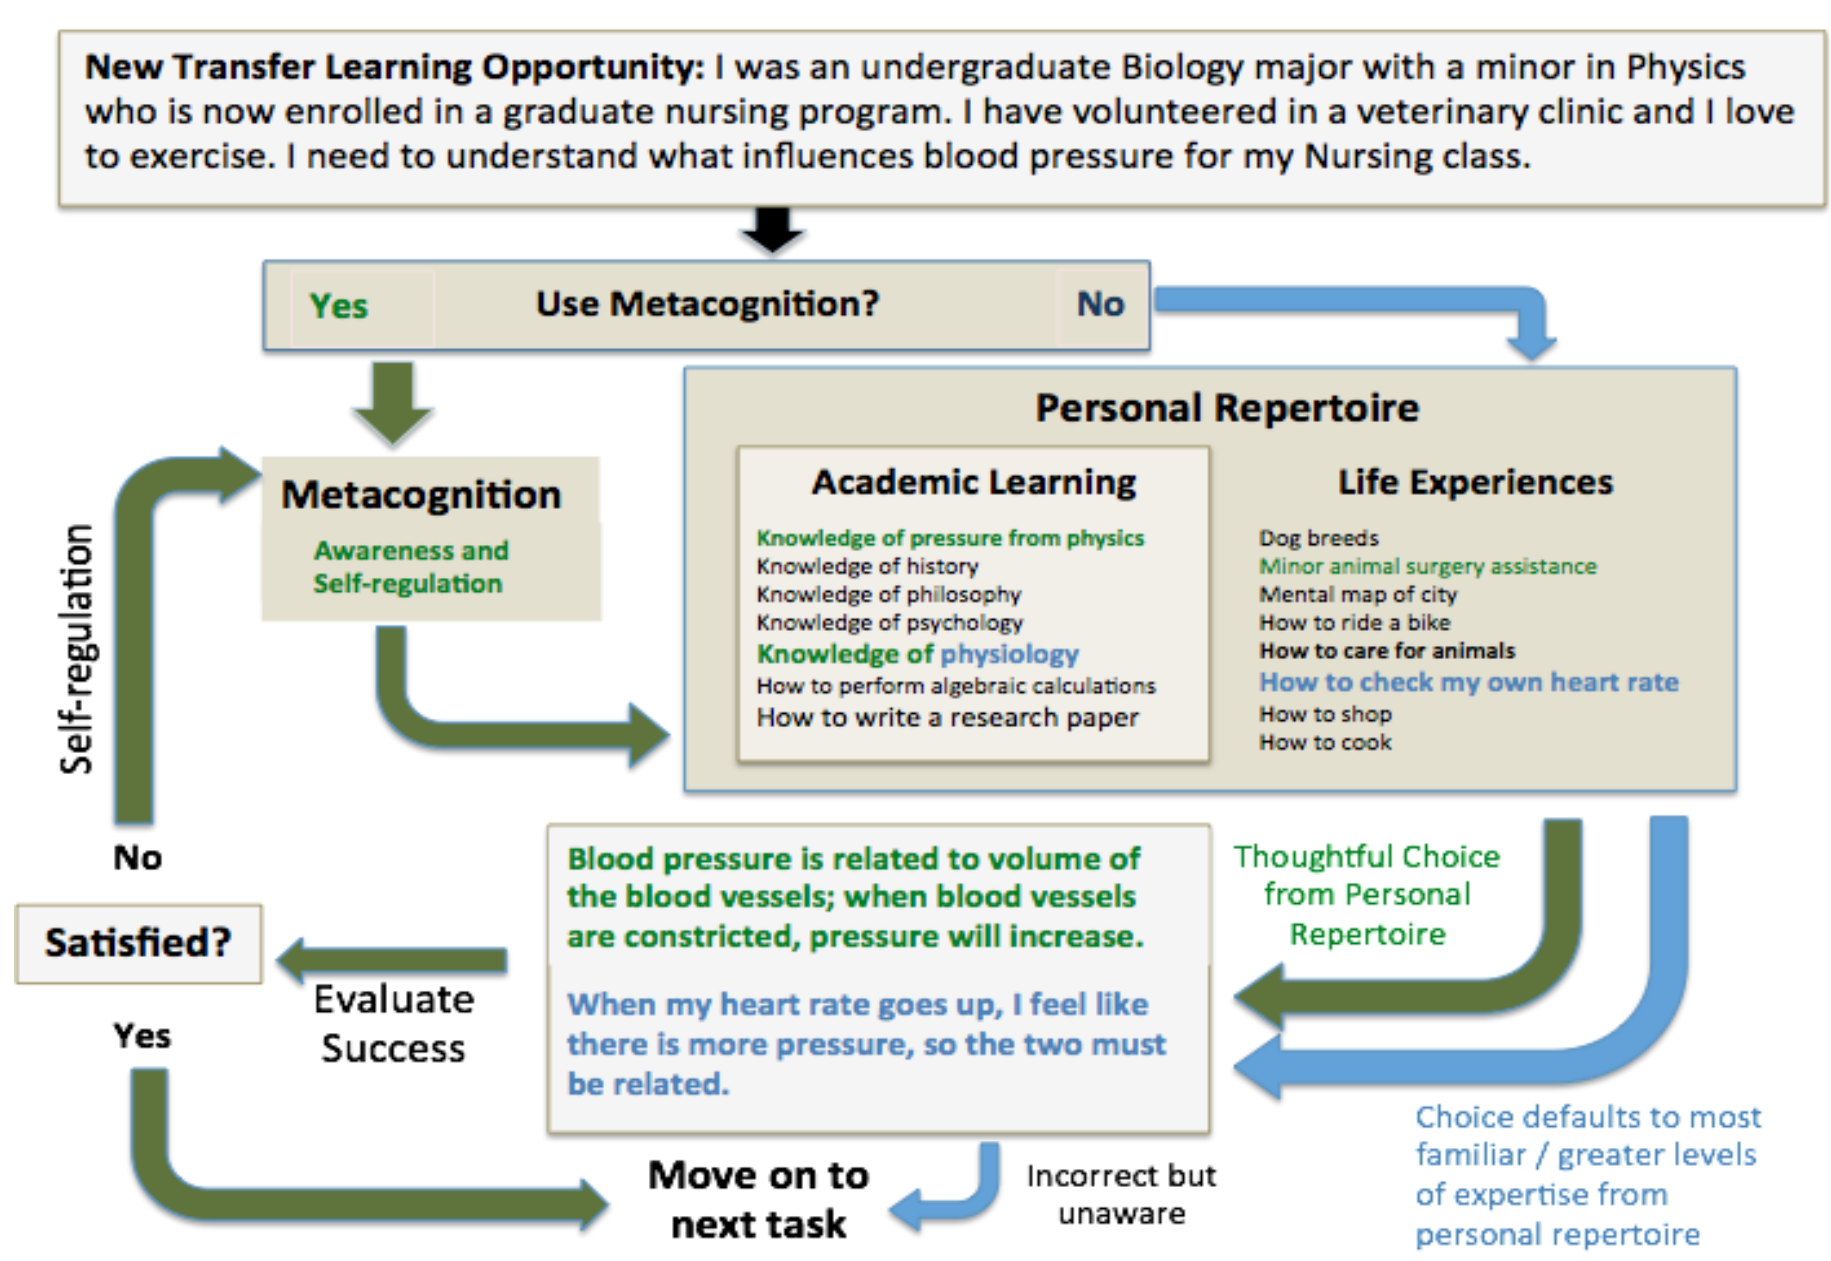 New Transfer Learning Opportunity: I was an undergraduate Biology major with a minor in Physics
who is now enrolled in a graduate nursing program. I have volunteered in a veterinary clinic and I love
to exercise. I need to understand what influences blood pressure for my Nursing class.
Yes
Use Metacognition?
No
Metacognition
Awareness and
Self-regulation
Personal Repertoire
Academic Learning
Knowledge of pressure from physics
Knowledge of history
Knowledge of philosophy
Knowledge of psychology
Knowledge of physiology
How to perform algebraic calculations
How to write a research paper
Life Experiences
Dog breeds
Minor animal surgery assistance
Mental map of city
How to ride a bike
How to care for animals
How to check my own heart rate
How to shop
How to cook
Thoughtful Choice
from Personal
Repertoire
Choice defaults to most
familiar / greater levels
of expertise from
personal repertoire
Blood pressure is related to volume of
the blood vessels; when blood vessels
are constricted, pressure will increase.
When my heart rate goes up, I feel like
there is more pressure, so the two must
be related.
Incorrect but
unaware
Evaluate
Success
Satisfied?
No
Self-regulation
Yes
Move on to
next task